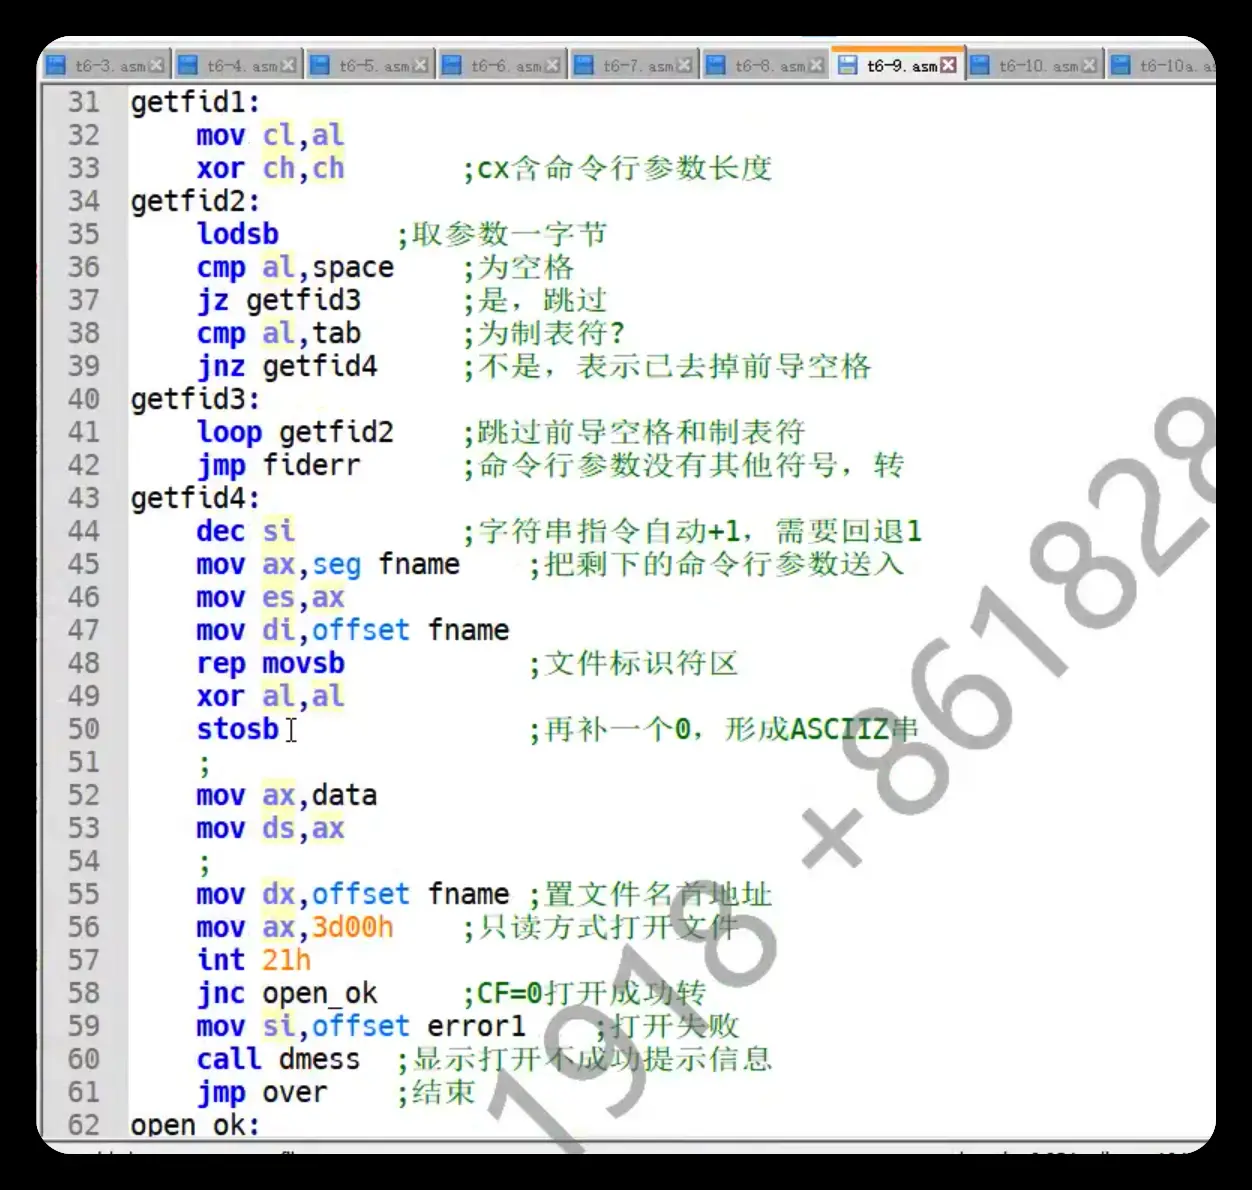 t6-3.asm t6-4.asm t6-5.asm t6-6.asm t6-7.asm t6-8.asm t6-9.asm t6-10.asm t6-10a.as
31 getfid1:
32 mov cl,al
33 xor ch,ch ;cx含命令行参数长度
34 getfid2:
35 lodsb ;取参数一字节
36 cmp al,space ;为空格
37 jz getfid3 ;是，跳过
38 cmp al,tab ;为制表符?
39 jnz getfid4 ;不是，表示已去掉前导空格
40 getfid3:
41 loop getfid2 ;跳过前导空格和制表符
42 jmp fiderr ;命令行参数没有其他符号，转
43 getfid4:
44 dec si ;字符串指令自动+1，需要回退1
45 mov ax,seg fname ;把剩下的命令行参数送入
46 mov es,ax
47 mov di,offset fname
48 rep movsb ;文件标识符区
49 xor al,al
50 stosb ;再补一个0，形成ASCIIZ串
51 ;
52 mov ax,data
53 mov ds,ax
54 ;
55 mov dx,offset fname ;置文件名首地址
56 mov ax,3d00h ;只读方式打开文件
57 int 21h
58 jnc open_ok ;CF=0打开成功转
59 mov si,offset error1 ;打开失败
60 call dmess ;显示打开不成功提示信息
61 jmp over ;结束
62 open_ok:
1918 +861828